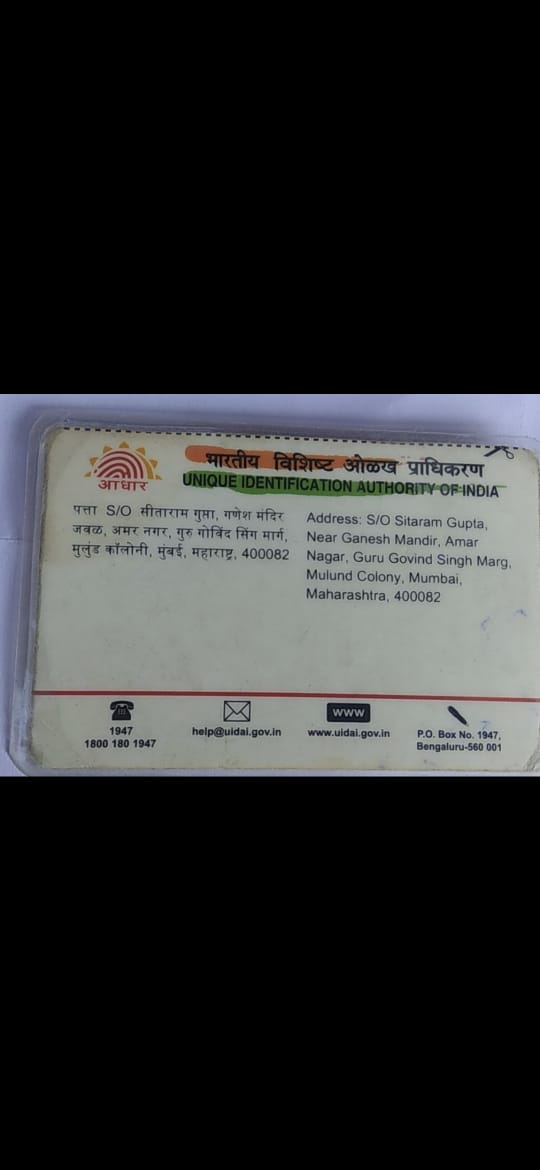 भारतीय विशिष्ट ओळख प्राधिकरण
UNIQUE IDENTIFICATION AUTHORITY OF INDIA
आधार
पत्ता S/O सीताराम गुप्ता, गणेश मंदिर
जवळ, अमर नगर, गुरु गोविंद सिंग मार्ग,
मुलुंड कॉलोनी, मुंबई, महाराष्ट्र, 400082
Address: S/O Sitaram Gupta,
Near Ganesh Mandir, Amar
Nagar, Guru Govind Singh Marg,
Mulund Colony, Mumbai,
Maharashtra, 400082
1947
1800 180 1947
help@uidai.gov.in
www
www.uidai.gov.in
P.O. Box No. 1947,
Bengaluru-560 001